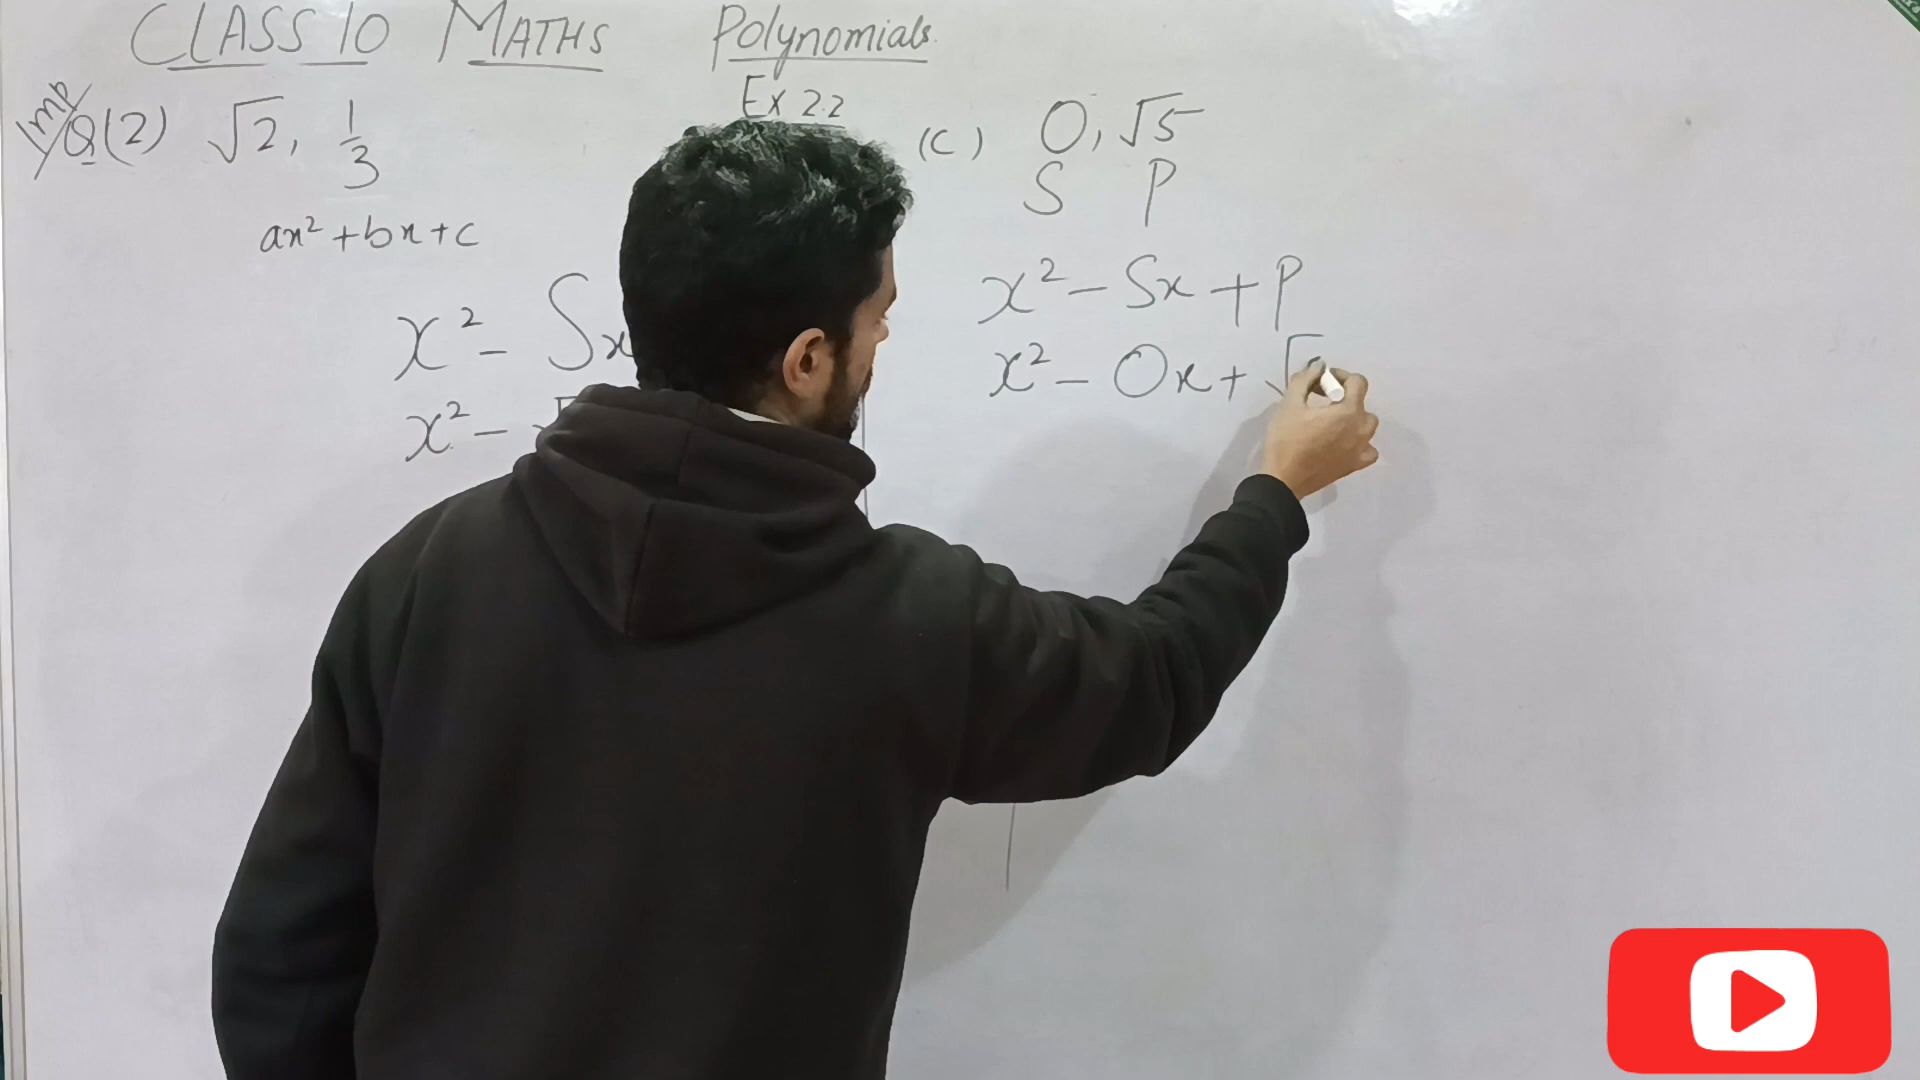 CLASS 10 MATHS Polynomials.
Ex 2.2
Imp Q(2) √2, 1/3
ax² + bx + c
x² - Sx
x² -
(C) 0, √5
S P
x² - Sx + P
x² - 0x + √